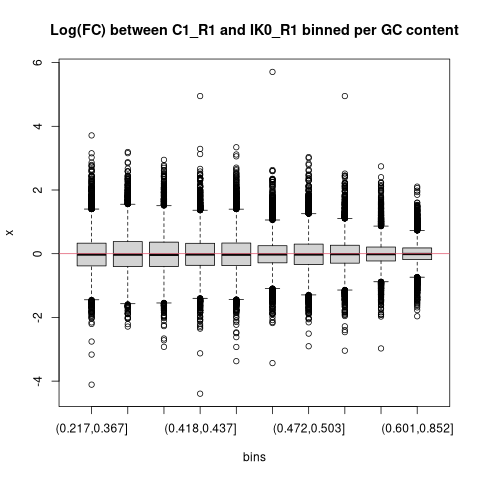 Log(FC) between C1_R1 and IK0_R1 binned per GC content
6
4
2
0
-2
-4
x
(0.217,0.367] (0.418,0.437] (0.472,0.503] (0.601,0.852]
bins